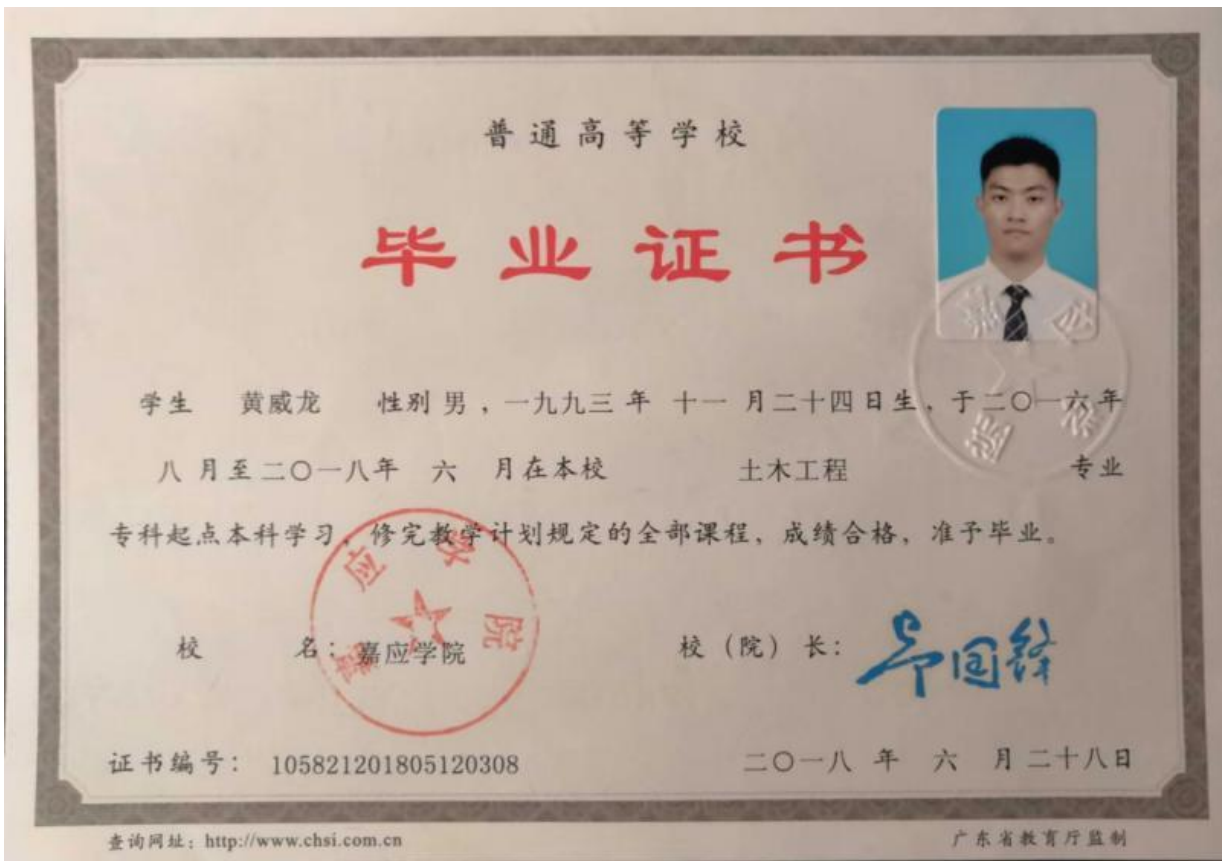 普通高等学校
毕业证书
学生 黄威龙 性别 男，一九九三 年 十一 月二十四日生，于二〇一六年
八 月至二〇一八年 六 月在本校 土木工程 专业
专科起点本科学习，修完教学计划规定的全部课程，成绩合格，准予毕业。
校 名：嘉应学院 校（院）长：
嘉应学院
证书编号： 105821201805120308 二〇一八 年 六 月二十八日
查询网址：http://www.chsi.com.cn 广东省教育厅监制